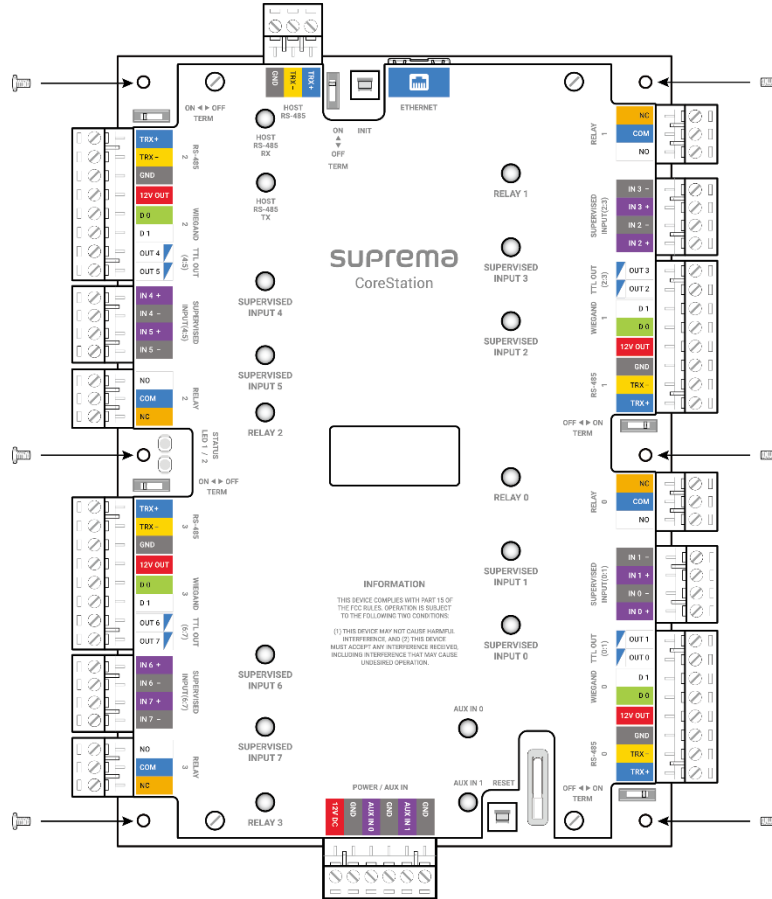 GND
TRX –
TRX+
HOST
RS-485
ETHERNET
ON ◄ ► OFF
TERM
HOST
RS-485
RX
ON
▲
▼
OFF
TERM
INIT
HOST
RS-485
TX
TRX +
TRX –
GND
12V OUT
D 0
D 1
OUT 4
OUT 5
RS-485
2
WIEGAND
2
TTL OUT
(4:5)
IN 4 +
IN 4 –
IN 5 +
IN 5 –
SUPERVISED
INPUT(4:5)
NO
COM
NC
RELAY
2
STATUS
LED 1 / 2
ON ◄ ► OFF
TERM
TRX+
TRX –
GND
12V OUT
D 0
D 1
OUT 6
OUT 7
RS-485
3
WIEGAND
3
TTL OUT
(6:7)
IN 6 +
IN 6 –
IN 7 +
IN 7 –
SUPERVISED
INPUT(6:7)
NO
COM
NC
RELAY
3
suprema
CoreStation
SUPERVISED
INPUT 4
SUPERVISED
INPUT 5
RELAY 2
SUPERVISED
INPUT 6
SUPERVISED
INPUT 7
RELAY 3
RELAY 1
SUPERVISED
INPUT 3
SUPERVISED
INPUT 2
RELAY 0
SUPERVISED
INPUT 1
SUPERVISED
INPUT 0
INFORMATION
THIS DEVICE COMPLIES WITH PART 15 OF
THE FCC RULES. OPERATION IS SUBJECT
TO THE FOLLOWING TWO CONDITIONS:
(1) THIS DEVICE MAY NOT CAUSE HARMFUL
INTERFERENCE, AND (2) THIS DEVICE
MUST ACCEPT ANY INTERFERENCE RECEIVED,
INCLUDING INTERFERENCE THAT MAY CAUSE
UNDESIRED OPERATION.
AUX IN 0
AUX IN 1
RESET
POWER / AUX IN
12V DC
GND
AUX IN 0
GND
AUX IN 1
GND
RELAY
1
NC
COM
NO
SUPERVISED
INPUT(2:3)
IN 3 –
IN 3 +
IN 2 –
IN 2 +
TTL OUT
(2:3)
WIEGAND
1
RS-485
1
OUT 3
OUT 2
D 1
D 0
12V OUT
GND
TRX –
TRX +
OFF ◄ ► ON
TERM
RELAY
0
NC
COM
NO
SUPERVISED
INPUT(0:1)
IN 1 –
IN 1 +
IN 0 –
IN 0 +
TTL OUT
(0:1)
WIEGAND
0
RS-485
0
OUT 1
OUT 0
D 1
D 0
12V OUT
GND
TRX –
TRX+
OFF ◄ ► ON
TERM